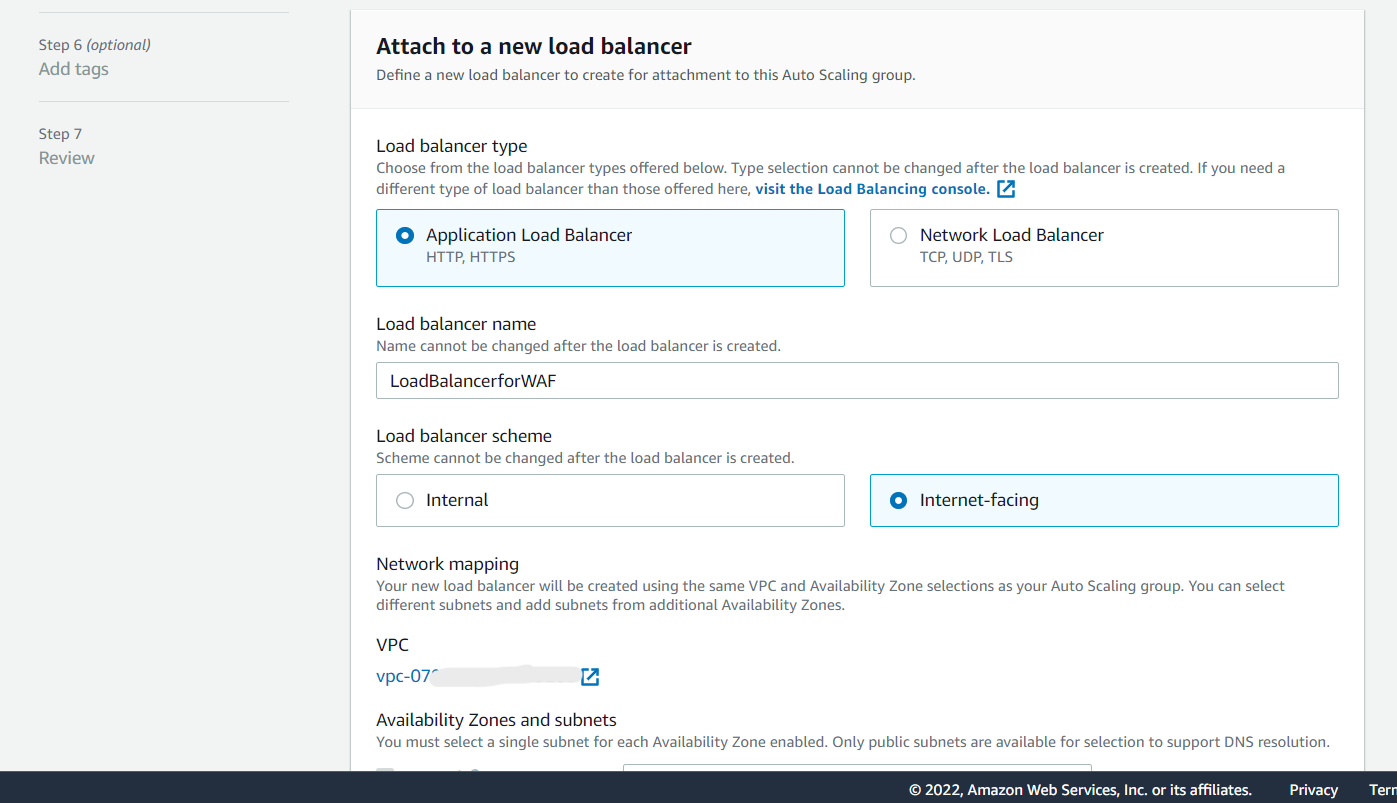 Step 6 (optional)
Add tags
Step 7
Review
Attach to a new load balancer
Define a new load balancer to create for attachment to this Auto Scaling group.
Load balancer type
Choose from the load balancer types offered below. Type selection cannot be changed after the load balancer is created. If you need a
different type of load balancer than those offered here, visit the Load Balancing console.
Application Load Balancer
HTTP, HTTPS
Network Load Balancer
TCP, UDP, TLS
Load balancer name
Name cannot be changed after the load balancer is created.
LoadBalancerforWAF
Load balancer scheme
Scheme cannot be changed after the load balancer is created.
Internal
Internet-facing
Network mapping
Your new load balancer will be created using the same VPC and Availability Zone selections as your Auto Scaling group. You can select
different subnets and add subnets from additional Availability Zones.
VPC
vpc-07
Availability Zones and subnets
You must select a single subnet for each Availability Zone enabled. Only public subnets are available for selection to support DNS resolution.
© 2022, Amazon Web Services, Inc. or its affiliates.
Privacy
Ter